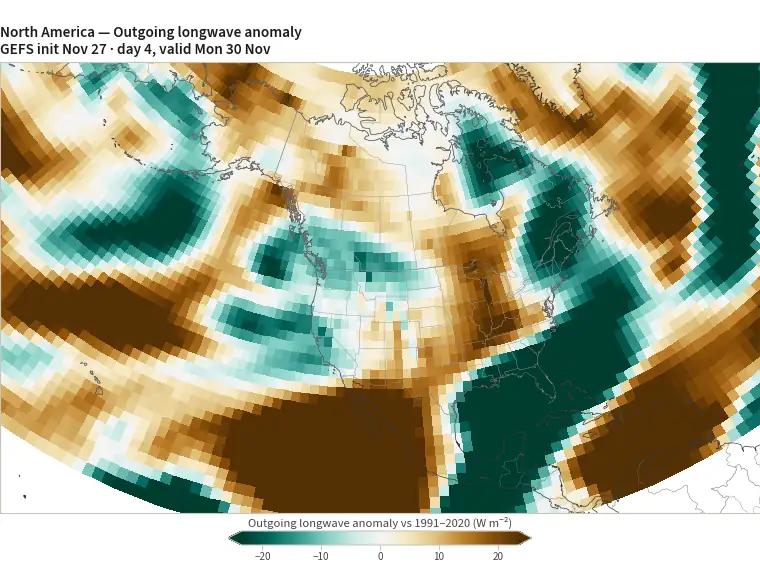 North America — Outgoing longwave anomaly
GEFS init Nov 27 · day 4, valid Mon 30 Nov
Outgoing longwave anomaly vs 1991–2020 (W m⁻²)
−20 −10 0 10 20